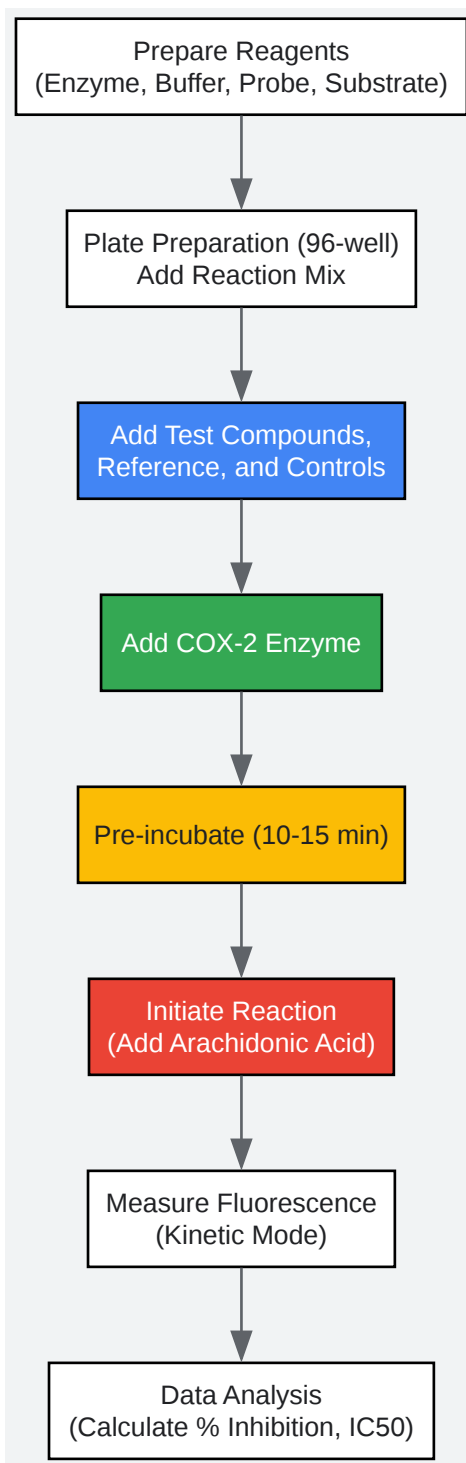 Prepare Reagents
(Enzyme, Buffer, Probe, Substrate)
Plate Preparation (96-well)
Add Reaction Mix
Add Test Compounds,
Reference, and Controls
Add COX-2 Enzyme
Pre-incubate (10-15 min)
Initiate Reaction
(Add Arachidonic Acid)
Measure Fluorescence
(Kinetic Mode)
Data Analysis
(Calculate % Inhibition, IC50)